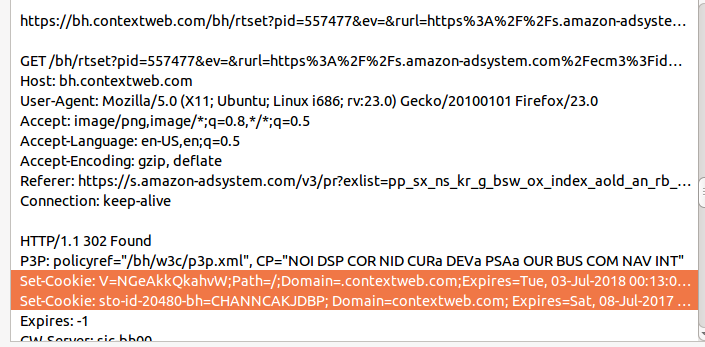 https://bh.contextweb.com/bh/rtset?pid=557477&ev=&rurl=https%3A%2F%2Fs.amazon-adsyste...
GET /bh/rtset?pid=557477&ev=&rurl=https%3A%2F%2Fs.amazon-adsystem.com%2Fecm3%3Fid...
Host: bh.contextweb.com
User-Agent: Mozilla/5.0 (X11; Ubuntu; Linux i686; rv:23.0) Gecko/20100101 Firefox/23.0
Accept: image/png,image/*;q=0.8,*/*;q=0.5
Accept-Language: en-US,en;q=0.5
Accept-Encoding: gzip, deflate
Referer: https://s.amazon-adsystem.com/v3/pr?exlist=pp_sx_ns_kr_g_bsw_ox_index_aold_an_rb_...
Connection: keep-alive
HTTP/1.1 302 Found
P3P: policyref="/bh/w3c/p3p.xml", CP="NOI DSP COR NID CURa DEVa PSAa OUR BUS COM NAV INT"
Set-Cookie: V=NGeAkkQkahvW;Path=/;Domain=.contextweb.com;Expires=Tue, 03-Jul-2018 00:13:0...
Set-Cookie: sto-id-20480-bh=CHANNCAKJDBP; Domain=contextweb.com; Expires=Sat, 08-Jul-2017 ...
Expires: -1
CW-Server: sjc-bh00